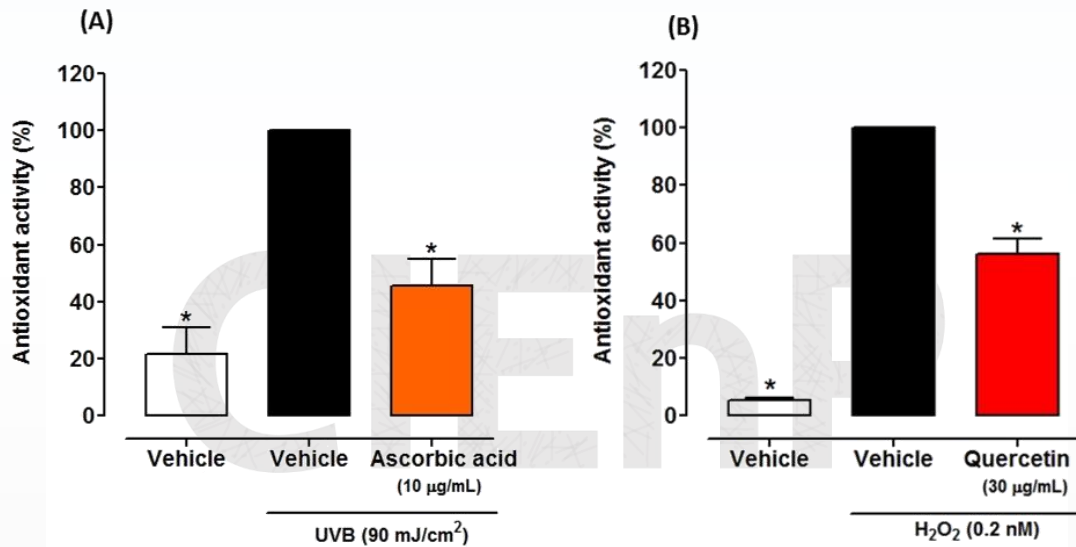 (A)
Antioxidant activity (%)
120
100
80
60
40
20
0
*
*
Vehicle
Vehicle
Ascorbic acid
(10 µg/mL)
UVB (90 mJ/cm²)
(B)
Antioxidant activity (%)
120
100
80
60
40
20
0
*
*
Vehicle
Vehicle
Quercetin
(30 µg/mL)
H₂O₂ (0.2 nM)
CIEnP